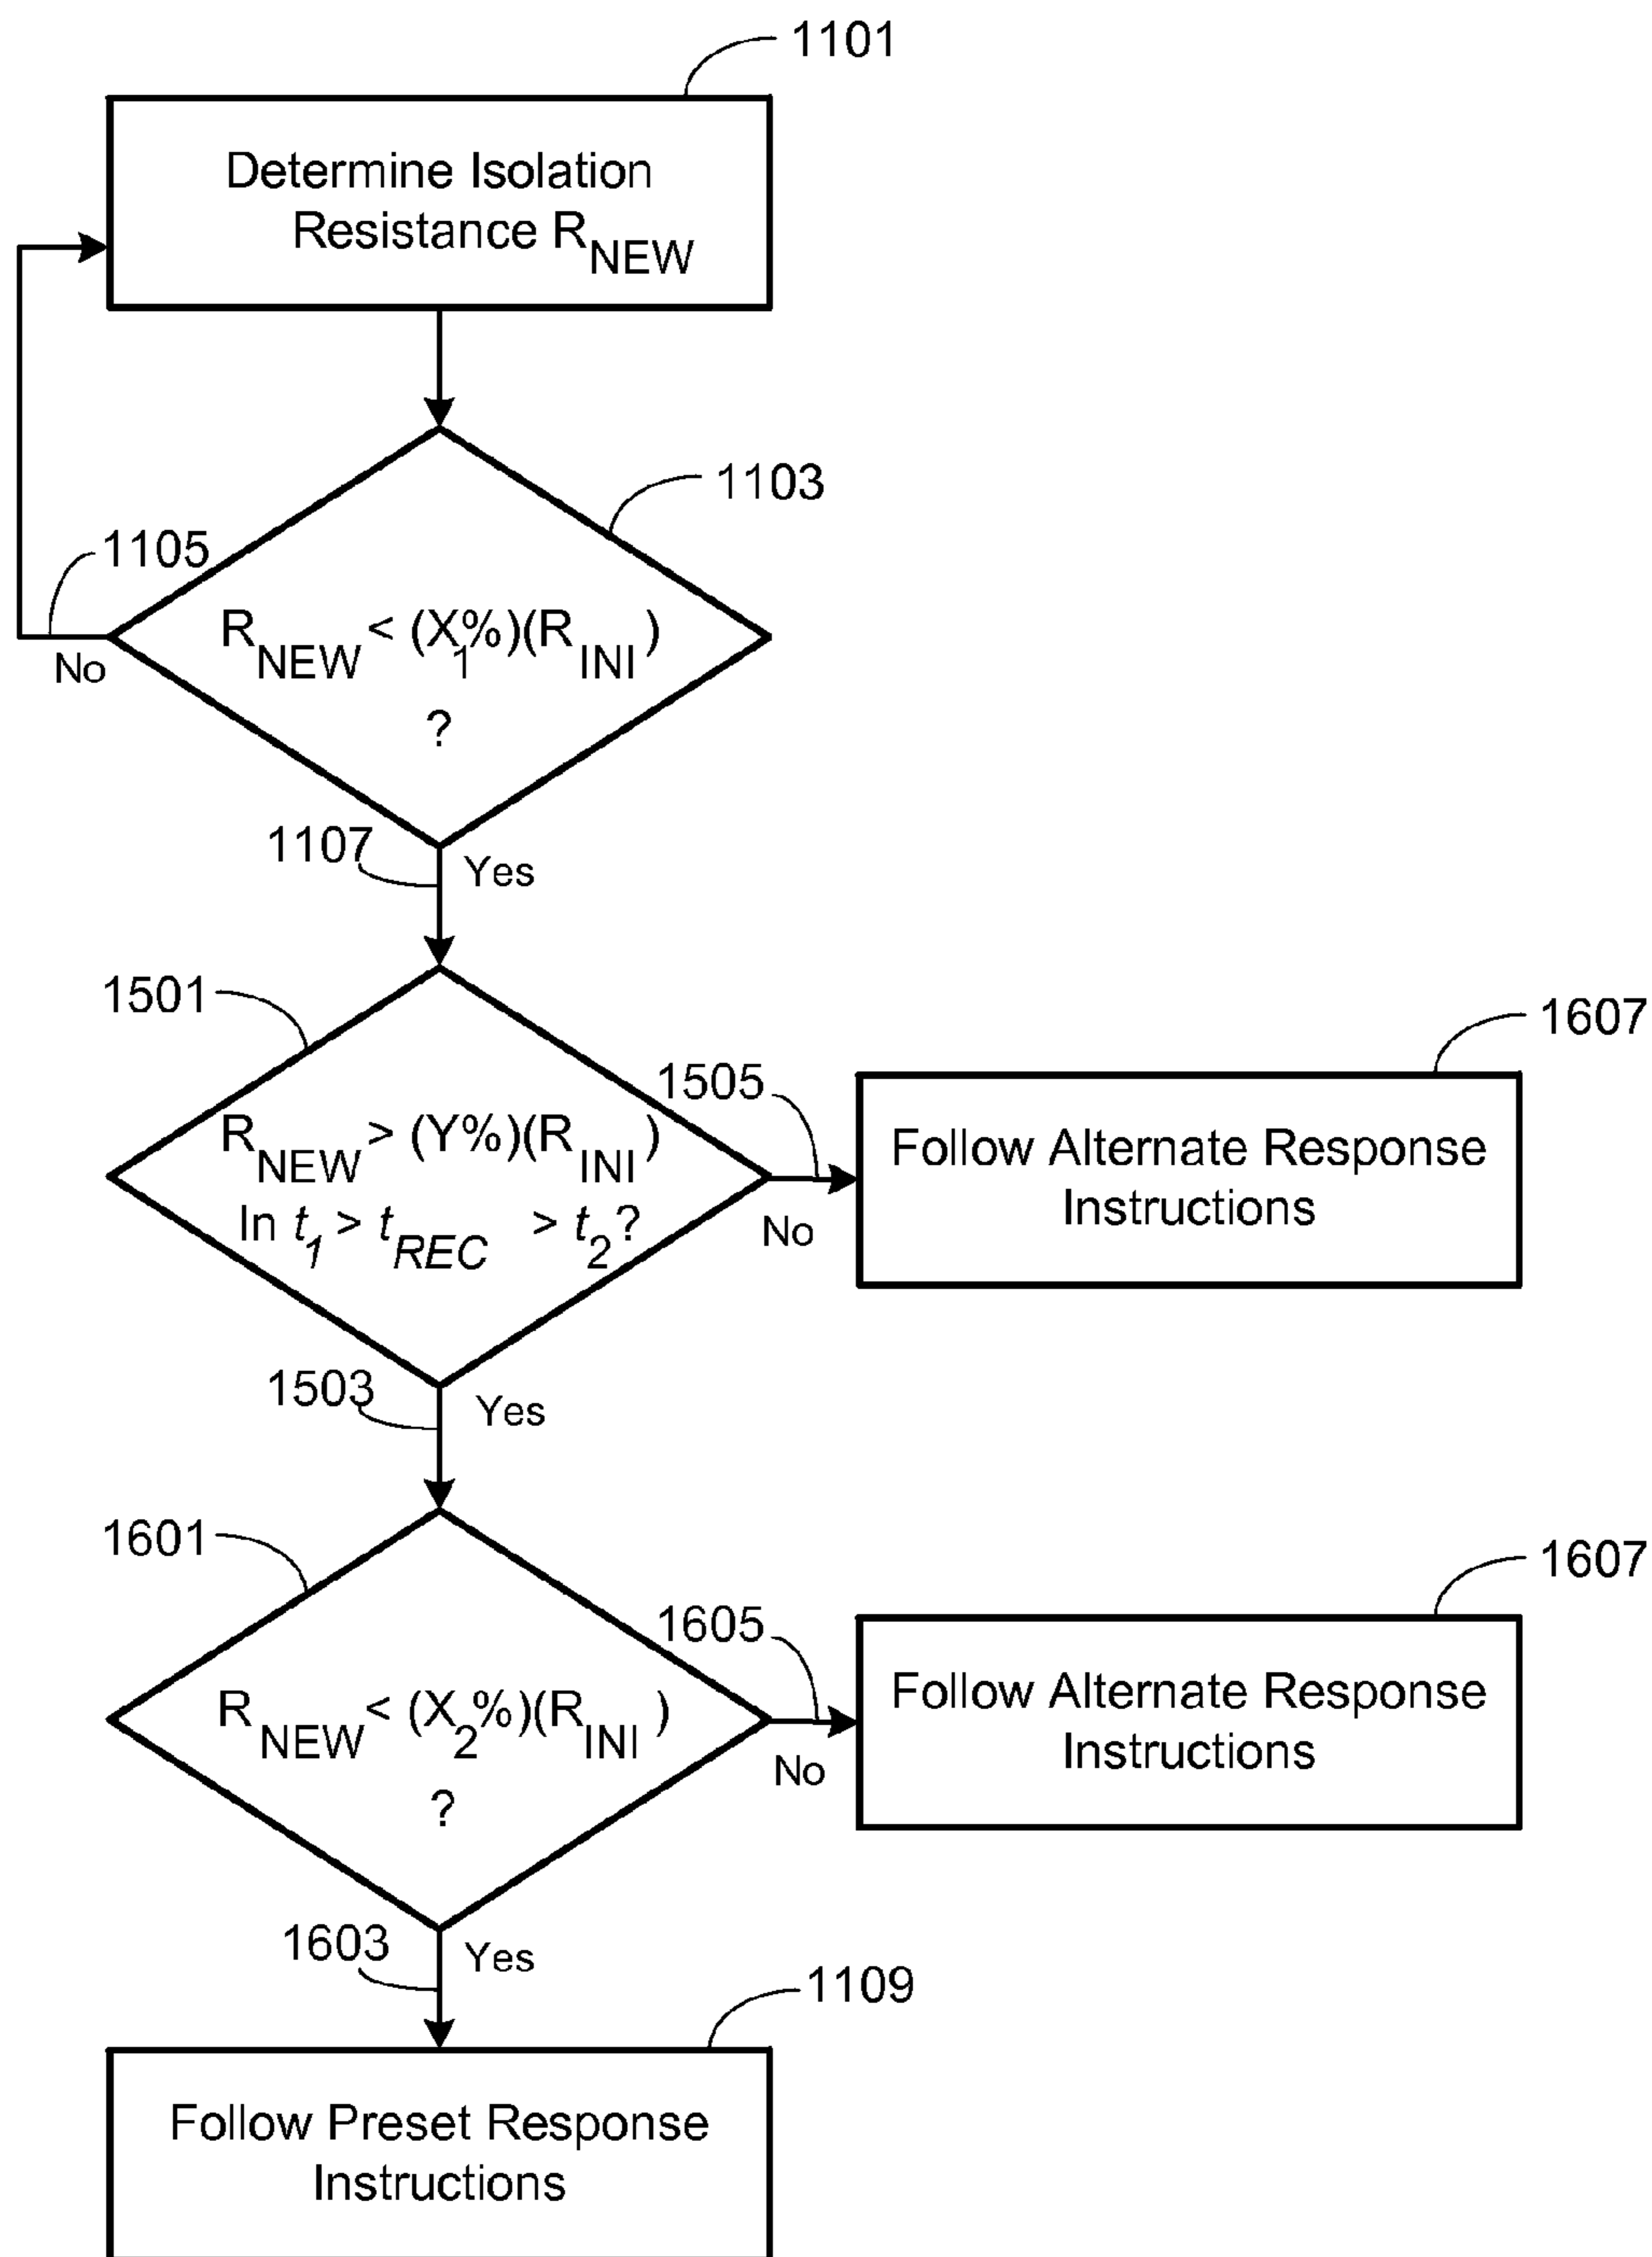 1101
Determine Isolation
Resistance R_NEW
1103
1105
R_NEW < (X_1%)(R_INI)
?
No
1107
Yes
1501
1607
1505
R_NEW > (Y%)(R_INI)
In t_1 > t_REC > t_2?
No
Follow Alternate Response
Instructions
1503
Yes
1601
1607
1605
R_NEW < (X_2%)(R_INI)
?
No
Follow Alternate Response
Instructions
1603
Yes
1109
Follow Preset Response
Instructions